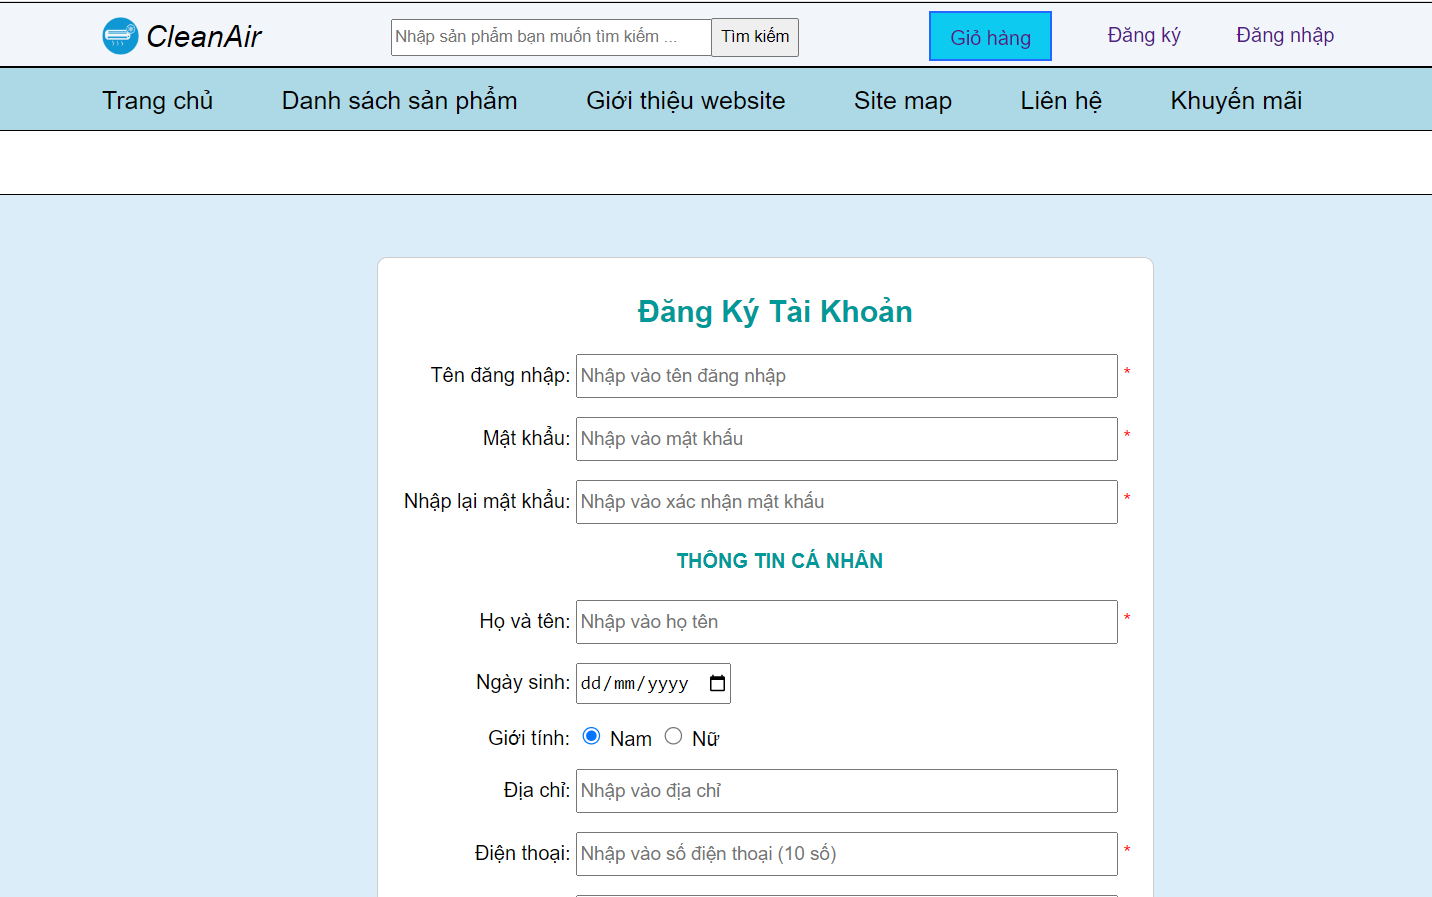 CleanAir Nhập sản phẩm bạn muốn tìm kiếm ... Tìm kiếm Giỏ hàng Đăng ký Đăng nhập
Trang chủ Danh sách sản phẩm Giới thiệu website Site map Liên hệ Khuyến mãi
Đăng Ký Tài Khoản
Tên đăng nhập: Nhập vào tên đăng nhập *
Mật khẩu: Nhập vào mật khấu *
Nhập lại mật khẩu: Nhập vào xác nhận mật khấu *
THÔNG TIN CÁ NHÂN
Họ và tên: Nhập vào họ tên *
Ngày sinh: dd/mm/yyyy
Giới tính: Nam Nữ
Địa chỉ: Nhập vào địa chỉ
Điện thoại: Nhập vào số điện thoại (10 số) *